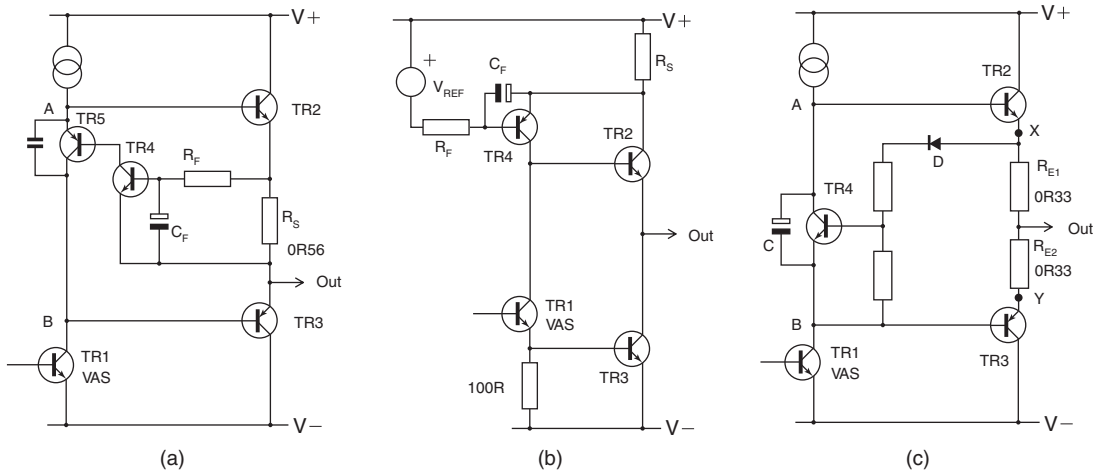 V+
A
TR5
TR4
R_F
C_F
TR2
R_S
0R56
Out
B
TR3
TR1
VAS
V−
(a)
V+
+
V_REF
C_F
R_S
R_F
TR4
TR2
Out
TR1
VAS
TR3
100R
V−
(b)
V+
TR2
A
X
D
R_E1
0R33
TR4
C
Out
R_E2
0R33
Y
B
TR1
VAS
TR3
V−
(c)